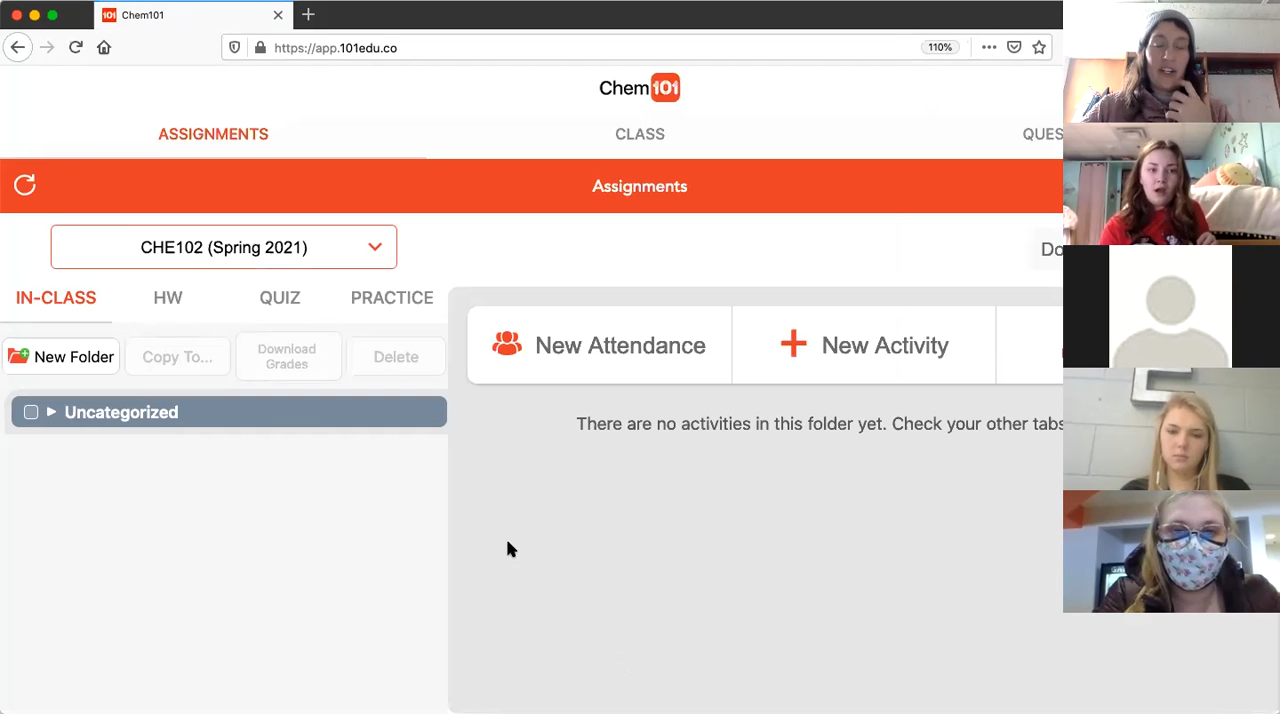 101 Chem101
https://app.101edu.co
110%
Chem101
ASSIGNMENTS
CLASS
QUES
Assignments
CHE102 (Spring 2021)
Do
IN-CLASS
HW
QUIZ
PRACTICE
New Folder
Copy To...
Download
Grades
Delete
New Attendance
New Activity
Uncategorized
There are no activities in this folder yet. Check your other tabs
E